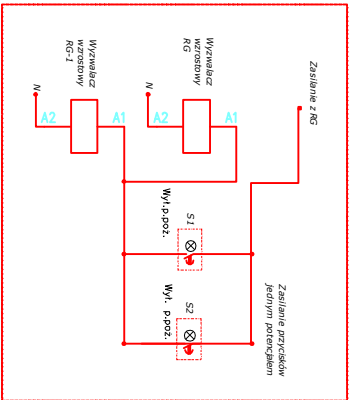 Zasilanie z RG
Wyzwalacz
wzrostowy
RG
A1
A2
N
Wyzwalacz
wzrostowy
RG-1
A1
A2
N
Zasilanie przycisków
jednym potencjałem
S1
Wył.p.poż.
S2
Wył. p.poż.